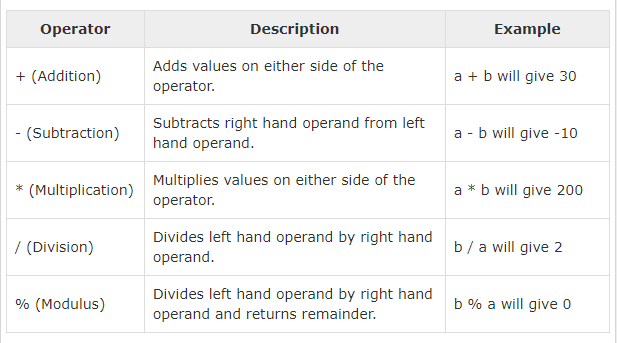 Operator Description Example
+ (Addition) Adds values on either side of the
operator. a + b will give 30
- (Subtraction) Subtracts right hand operand from left
hand operand. a - b will give -10
* (Multiplication) Multiplies values on either side of the
operator. a * b will give 200
/ (Division) Divides left hand operand by right hand
operand. b / a will give 2
% (Modulus) Divides left hand operand by right hand
operand and returns remainder. b % a will give 0